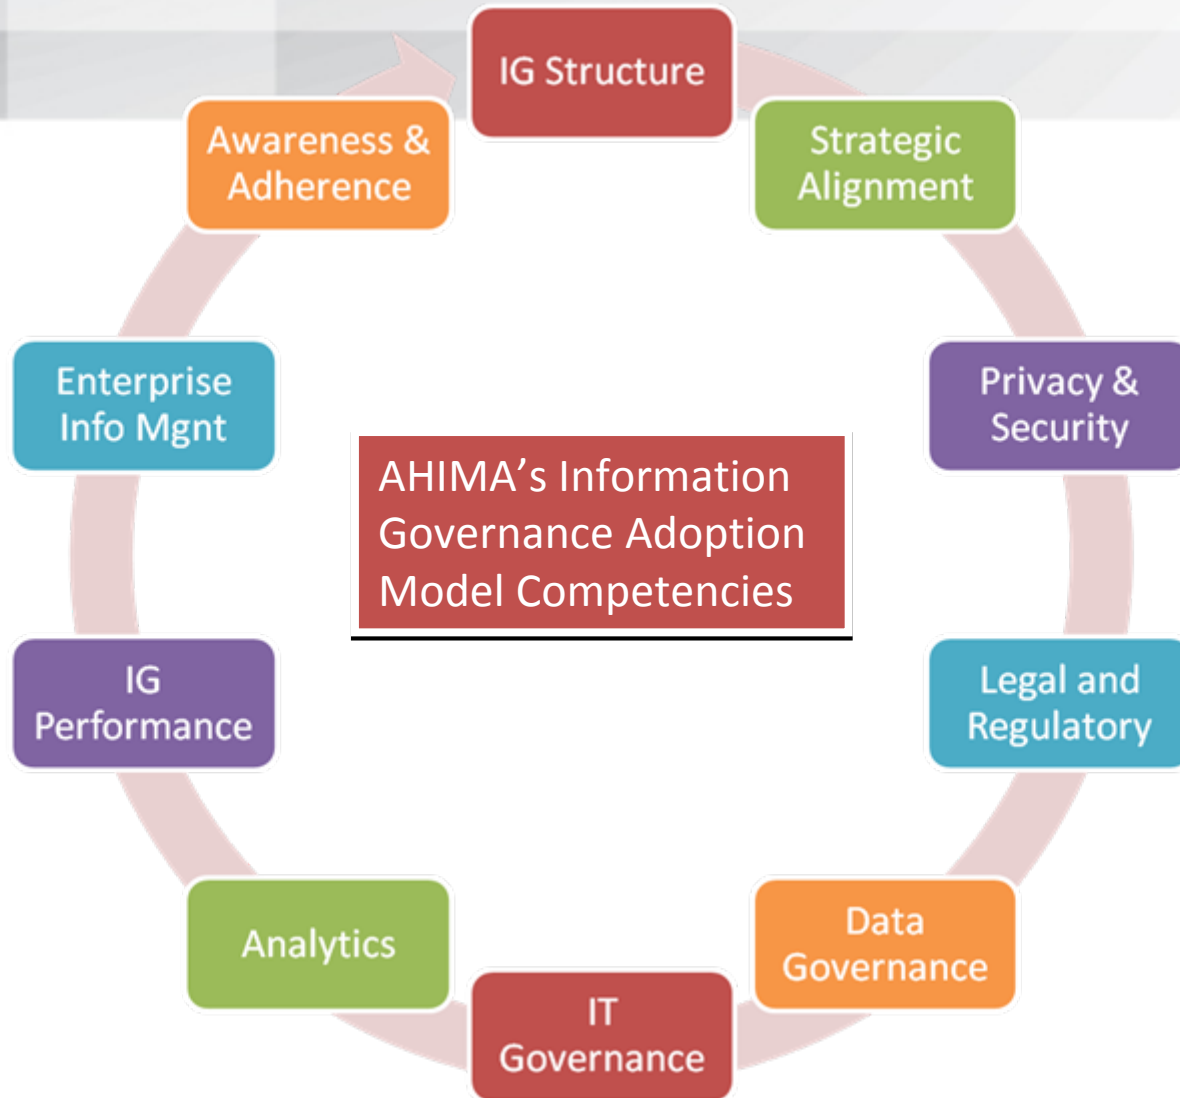 IG Structure
Strategic
Alignment
Privacy &
Security
Legal and
Regulatory
Data
Governance
IT
Governance
Analytics
IG
Performance
Enterprise
Info Mgnt
Awareness &
Adherence
AHIMA’s Information
Governance Adoption
Model Competencies